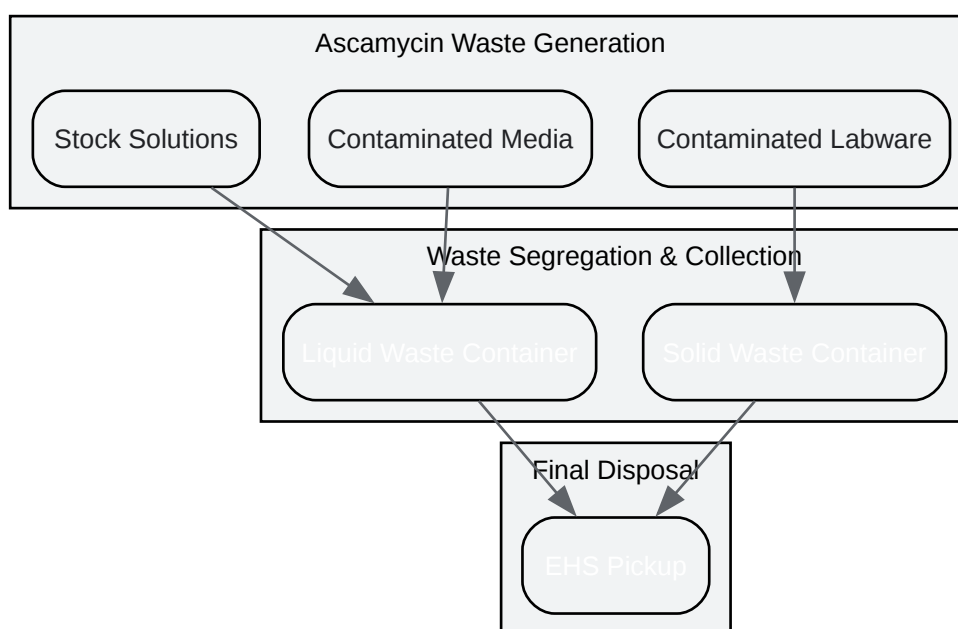 Ascamycin Waste Generation
Stock Solutions
Contaminated Media
Contaminated Labware
Waste Segregation & Collection
Liquid Waste Container
Solid Waste Container
Final Disposal
EHS Pickup